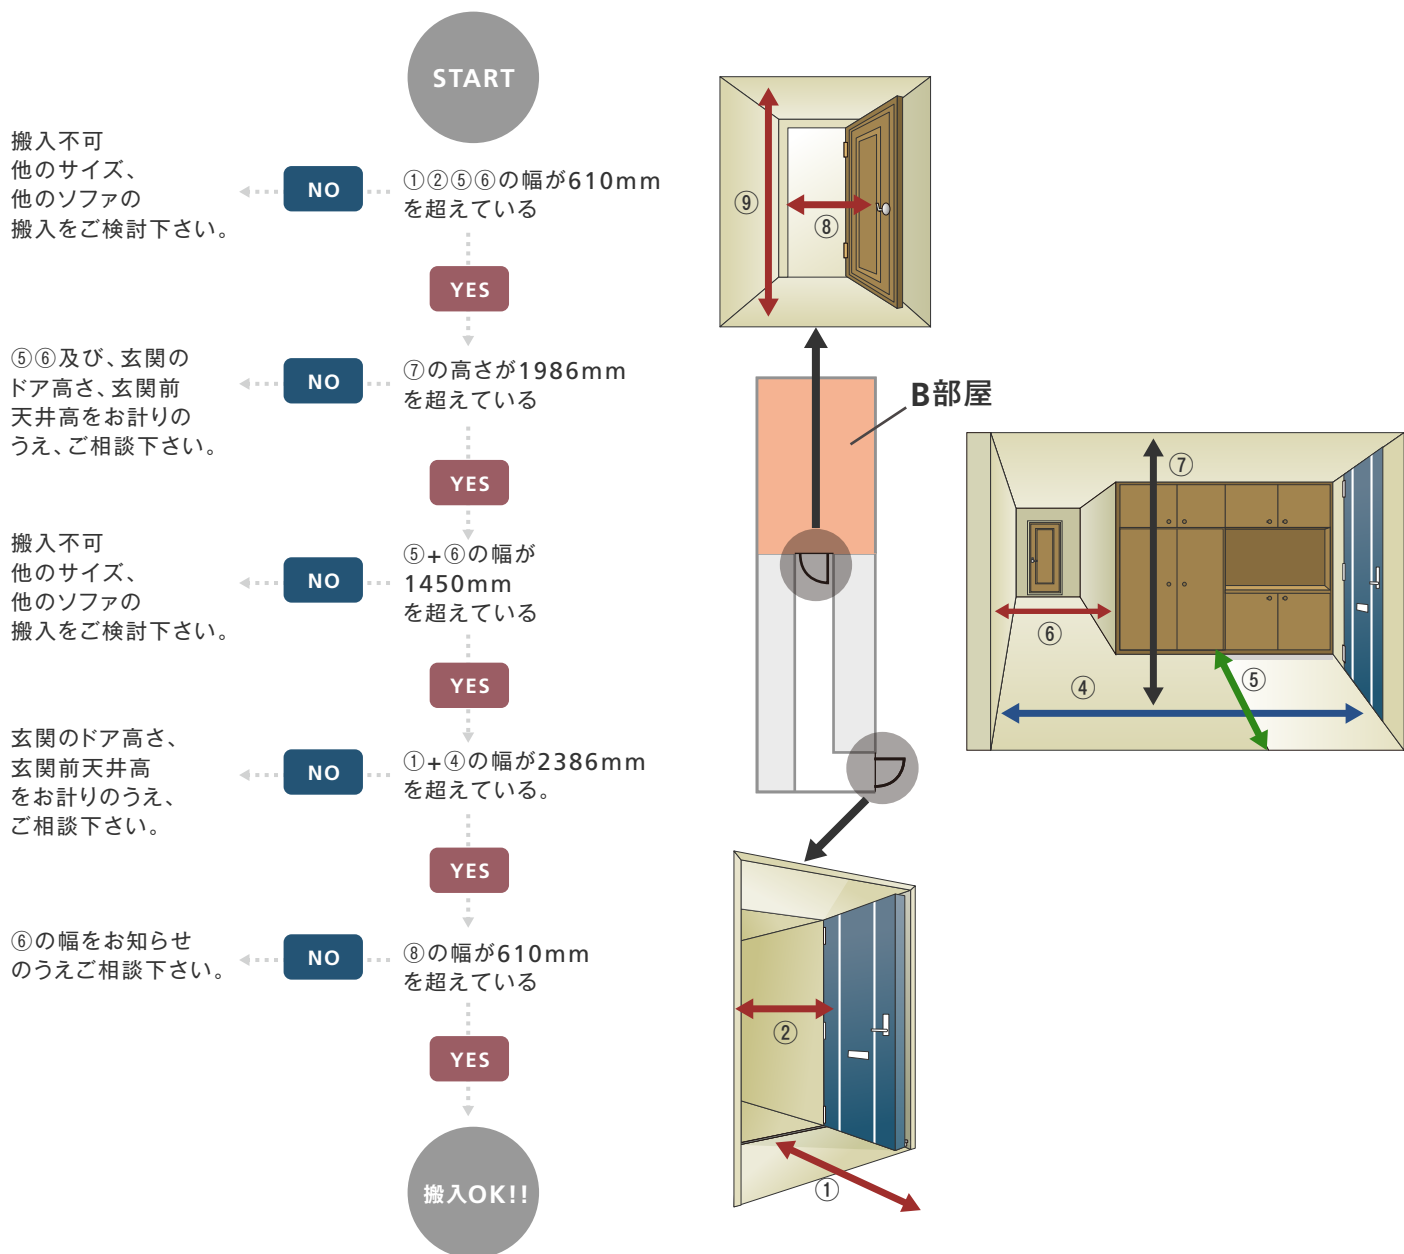 START
搬入不可
他のサイズ、
他のソファの
搬入をご検討下さい。
NO
①②⑤⑥の幅が610mm
を超えている
YES
⑤⑥及び、玄関の
ドア高さ、玄関前
天井高をお計りの
うえ、ご相談下さい。
NO
⑦の高さが1986mm
を超えている
YES
搬入不可
他のサイズ、
他のソファの
搬入をご検討下さい。
NO
⑤+⑥の幅が
1450mm
を超えている
YES
玄関のドア高さ、
玄関前天井高
をお計りのうえ、
ご相談下さい。
NO
①+④の幅が2386mm
を超えている。
YES
⑥の幅をお知らせ
のうえご相談下さい。
NO
⑧の幅が610mm
を超えている
YES
搬入OK!!
⑨
⑧
B部屋
⑦
⑥
④
⑤
②
①